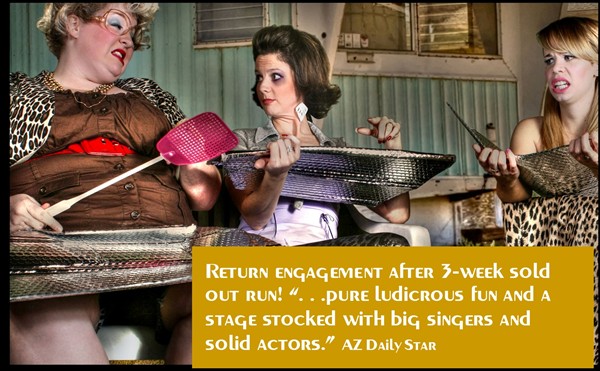 Return engagement after 3-week sold
out run! “. . .pure ludicrous fun and a
stage stocked with big singers and
solid actors.” AZ Daily Star